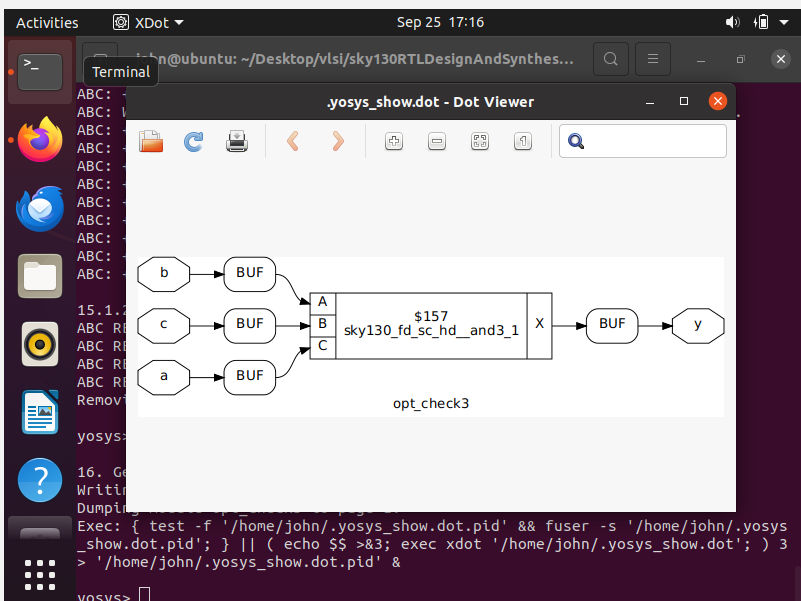 Activities
XDot
Sep 25 17:16
john@ubuntu: ~/Desktop/vlsi/sky130RTLDesignAndSynthes...
Terminal
.yosys_show.dot - Dot Viewer
1
b
BUF
c
BUF
a
BUF
A
B
C
$157
sky130_fd_sc_hd__and3_1
X
BUF
y
opt_check3
ABC: +
ABC: W
ABC: +
ABC: +
ABC: +
ABC: +
ABC: +
ABC: +
ABC: +
ABC: +
ABC: +
15.1.2
ABC RE
ABC RE
ABC RE
ABC RE
Removi
yosys>
16. Ge
Writin
Dumping
Exec: { test -f '/home/john/.yosys_show.dot.pid' && fuser -s '/home/john/.yosys
_show.dot.pid'; } || ( echo $$ >&3; exec xdot '/home/john/.yosys_show.dot'; ) 3
> '/home/john/.yosys_show.dot.pid' &
yosys>